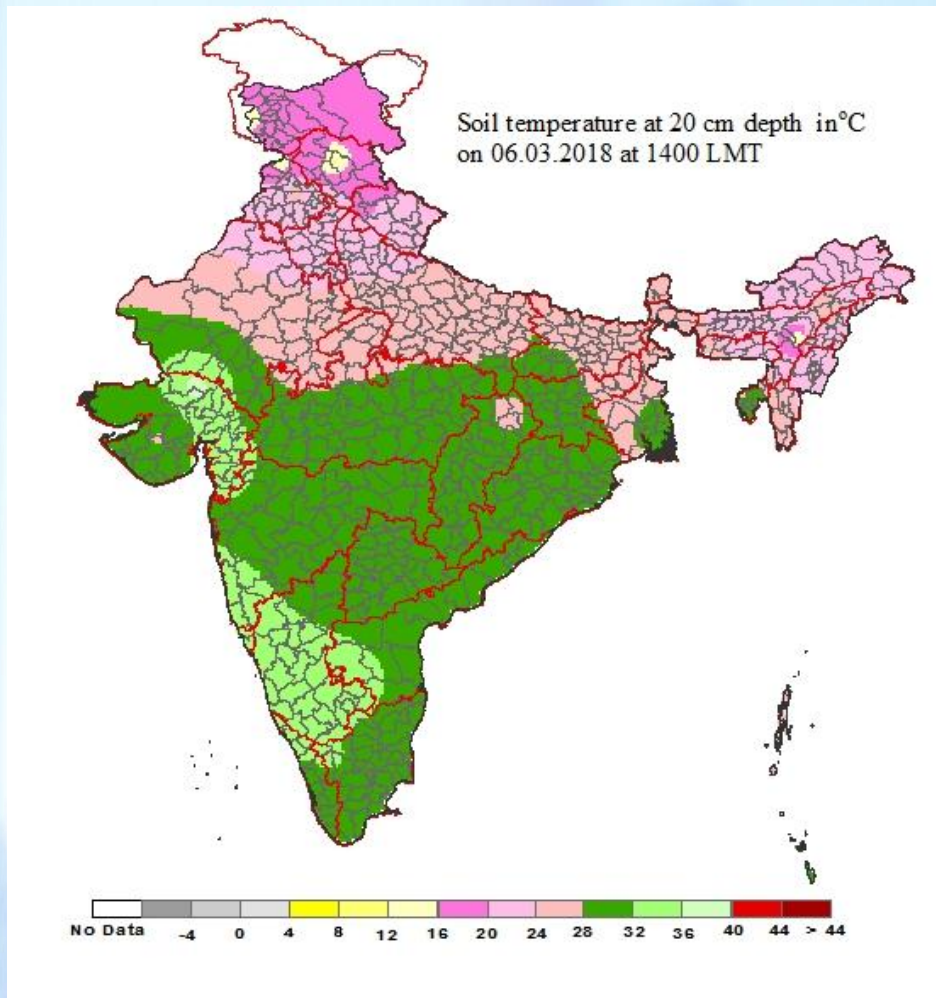 Soil temperature at 20 cm depth in°C
on 06.03.2018 at 1400 LMT
No Data -4 0 4 8 12 16 20 24 28 32 36 40 44 > 44